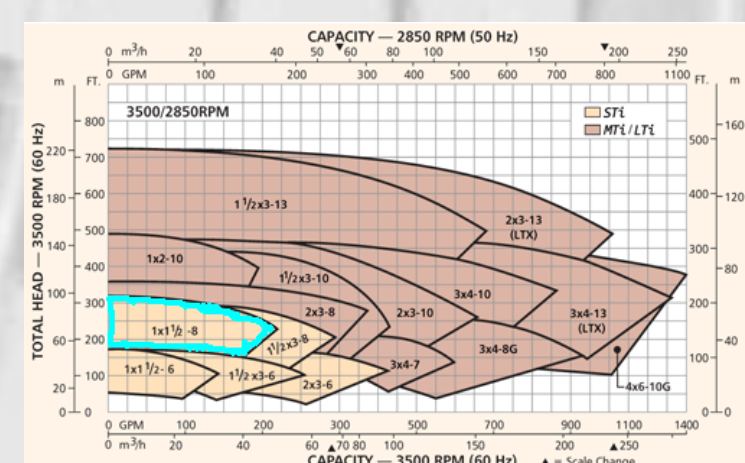 CAPACITY — 2850 RPM (50 Hz)
0 m³/h 20 40 50 60 80 100 150 200 250
0 GPM 100 200 300 400 500 600 700 800 1100
m FT. FT. m
3500/2850RPM
STi
MTi/LTi
TOTAL HEAD — 3500 RPM (60 Hz)
220 180 140 100 60 20 0
800 700 600 500 400 300 200 100 0
500 400 300 200 100 0
160 120 80 40 0
1 1/2x3-13
2x3-13
(LTX)
1x2-10
1 1/2x3-10
3x4-10
2x3-8
2x3-10
3x4-13
(LTX)
1x1 1/2 -8
1 1/2x3-8
3x4-8G
1x1 1/2- 6
1 1/2 x3-6
2x3-6
3x4-7
4x6-10G
0 GPM 100 200 300 500 700 900 1100 1400
0 m³/h 20 40 60 70 80 100 150 200 250
CAPACITY — 3500 RPM (60 Hz)
▲ = Scale Change